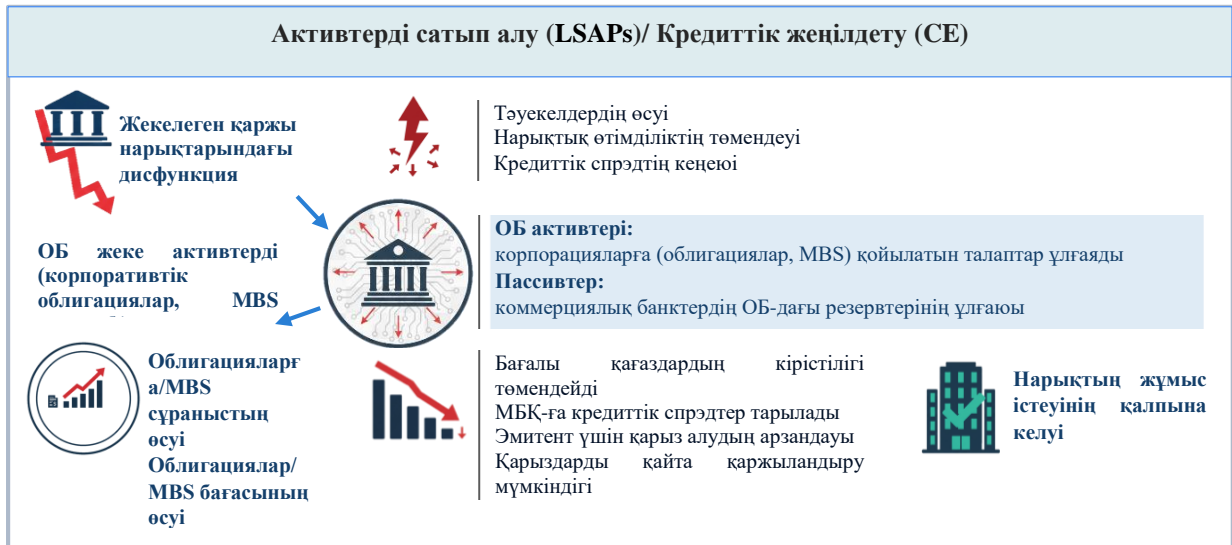 Активтерді сатып алу (LSAPs)/ Кредиттік жеңілдету (CE)
Жекелеген қаржы
нарықтарындағы
дисфункция
Тәуекелдердің өсуі
Нарықтық өтімділіктің төмендеуі
Кредиттік спрэдтің кеңеюі
ОБ жеке активтерді
(корпоративтік
облигациялар, MBS
ОБ активтері:
корпорацияларға (облигациялар, MBS) қойылатын талаптар ұлғаяды
Пассивтер:
коммерциялық банктердің ОБ-дағы резервтерінің ұлғаюы
Облигацияларғ
а/MBS
сұраныстың
өсуі
Облигациялар/
MBS бағасының
өсуі
Бағалы қағаздардың кірістілігі
төмендейді
МБҚ-ға кредиттік спрэдтер тарылады
Эмитент үшін қарыз алудың арзандауы
Қарыздарды қайта қаржыландыру
мүмкіндігі
Нарықтың жұмыс
істеуінің қалпына
келуі